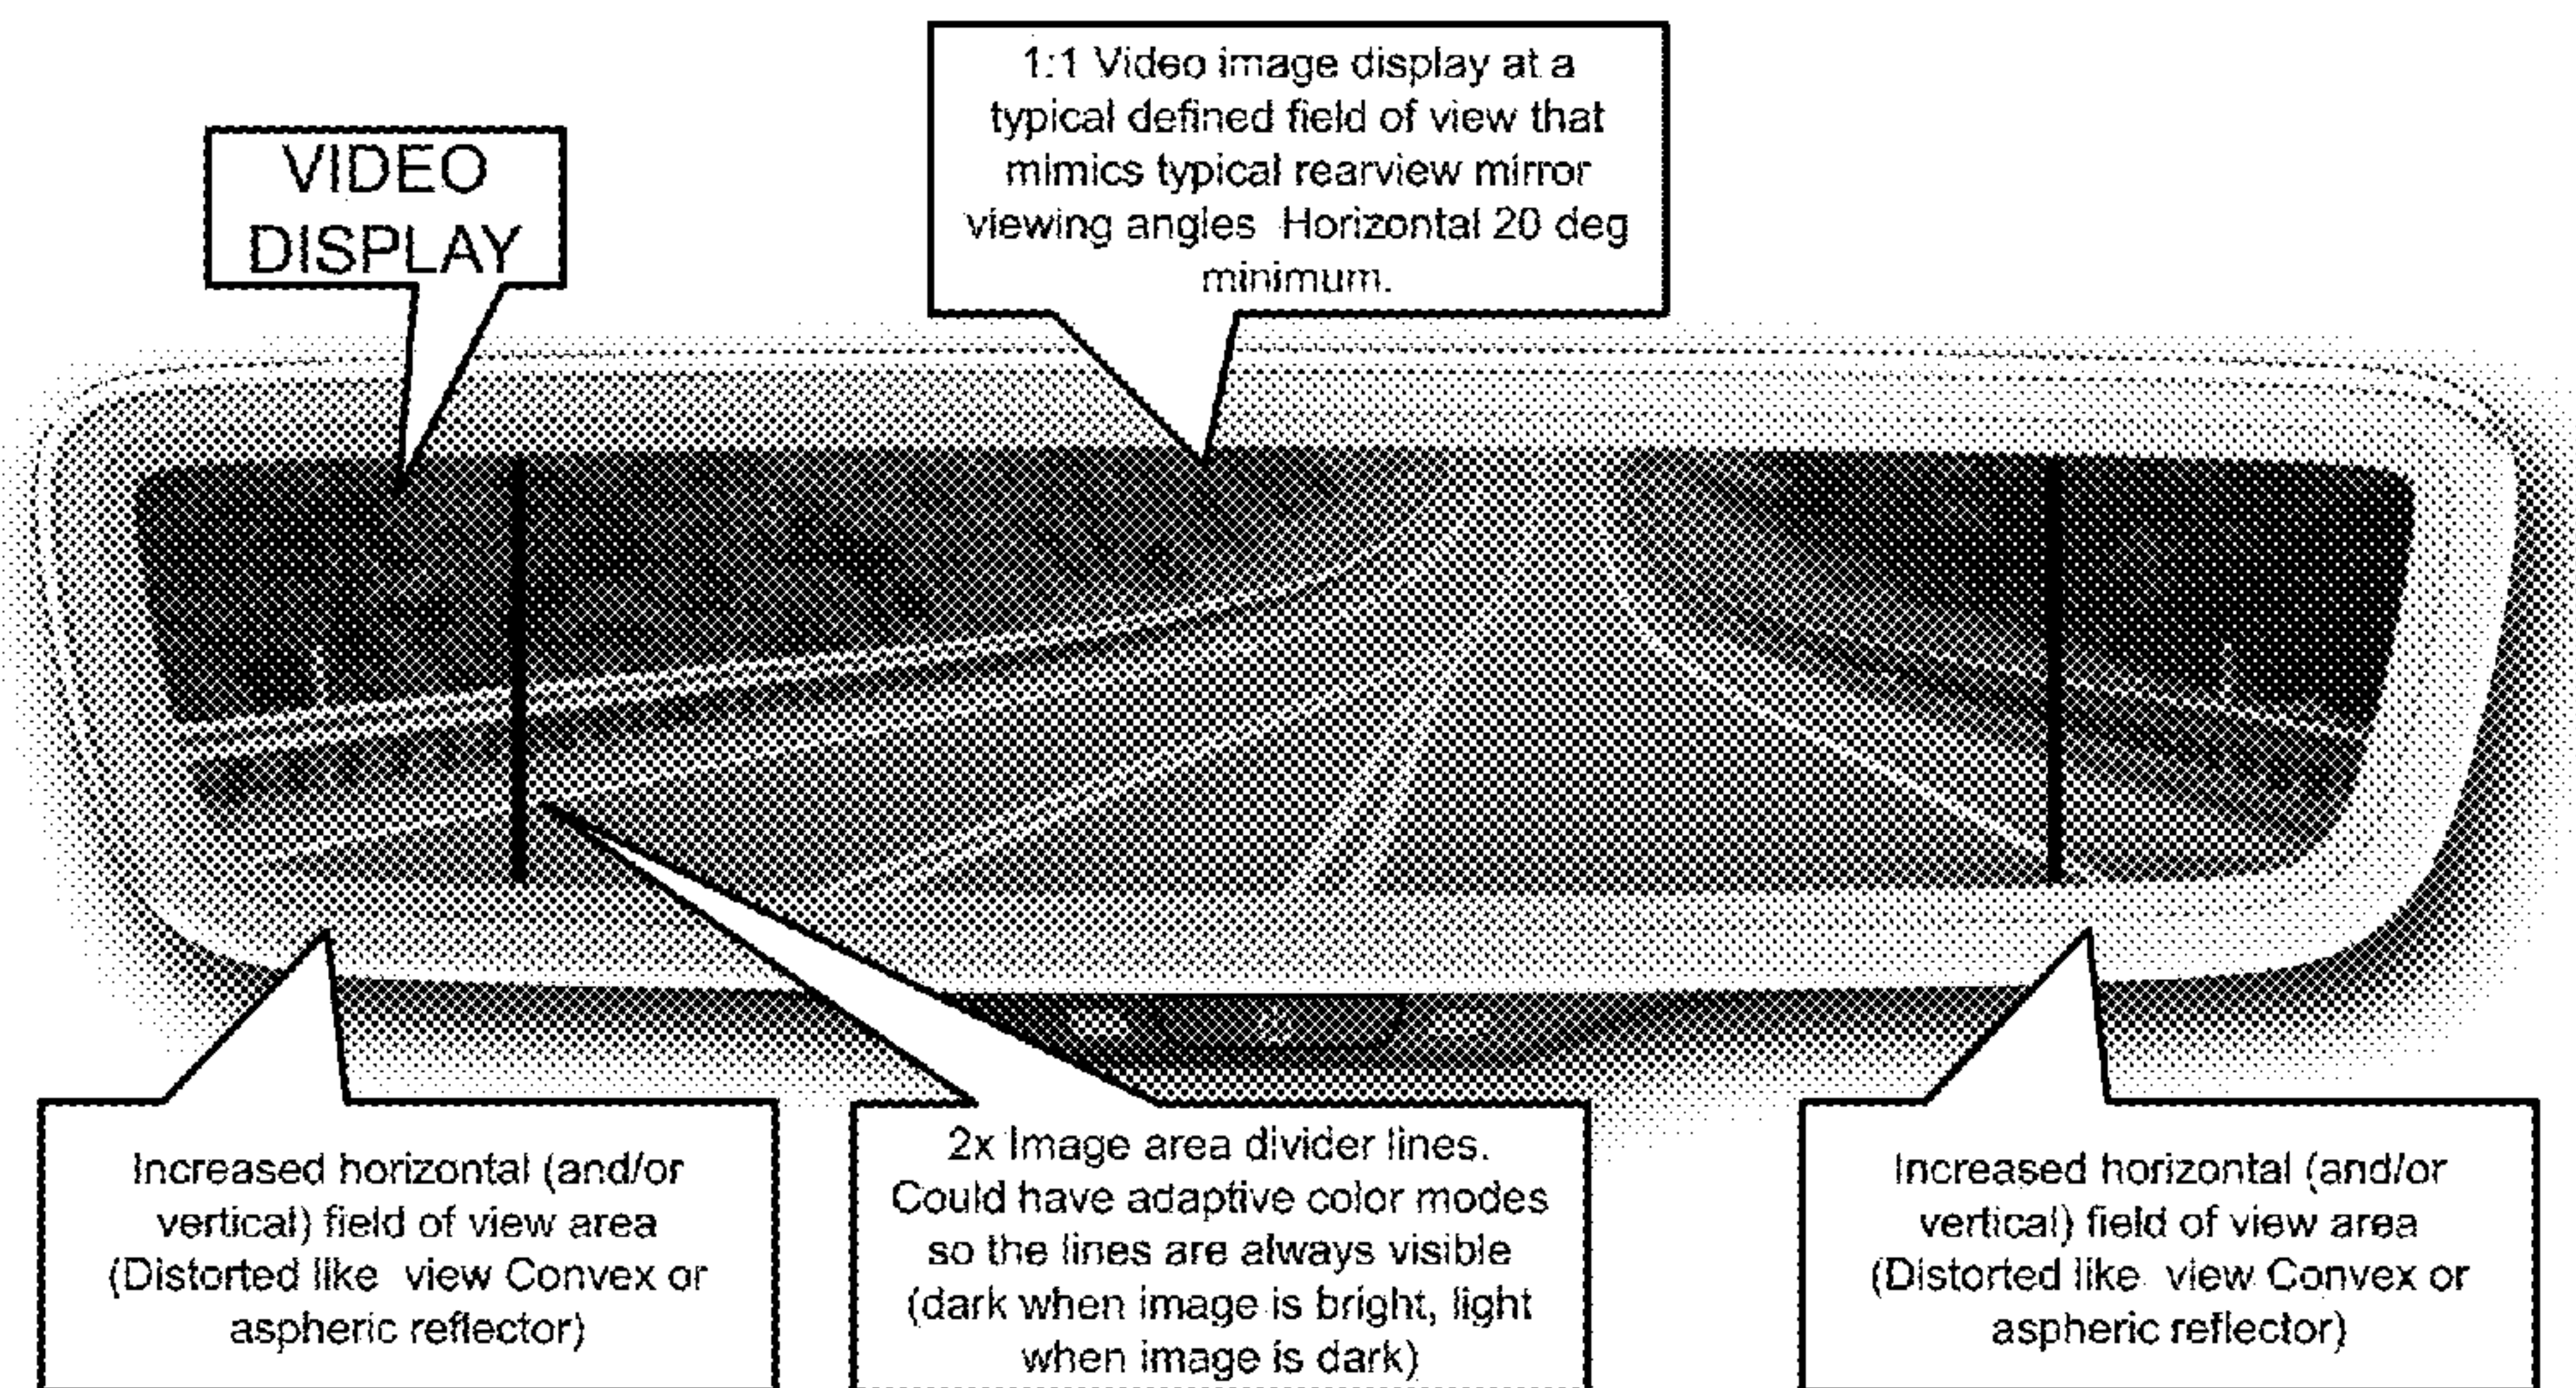 VIDEO
DISPLAY
1:1 Video image display at a
typical defined field of view that
mimics typical rearview mirror
viewing angles Horizontal 20 deg
minimum.
Increased horizontal (and/or
vertical) field of view area
(Distorted like view Convex or
aspheric reflector)
2x Image area divider lines.
Could have adaptive color modes
so the lines are always visible
(dark when image is bright, light
when image is dark)
Increased horizontal (and/or
vertical) field of view area
(Distorted like view Convex or
aspheric reflector)